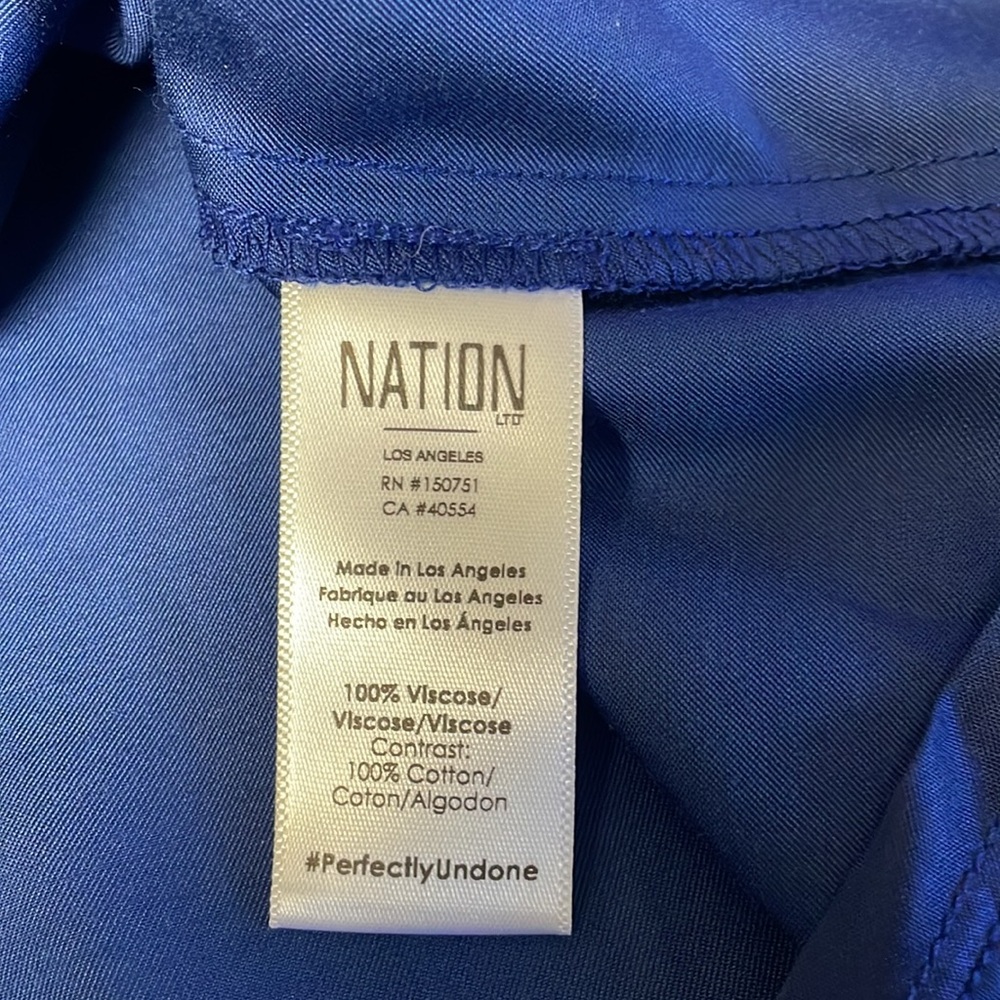 NATION
LTD
LOS ANGELES
RN #150751
CA #40554
Made in Los Angeles
Fabrique au Los Angeles
Hecho en Los Ángeles
100% Viscose/
Viscose/Viscose
Contrast:
100% Cotton/
Coton/Algodon
#PerfectlyUndone